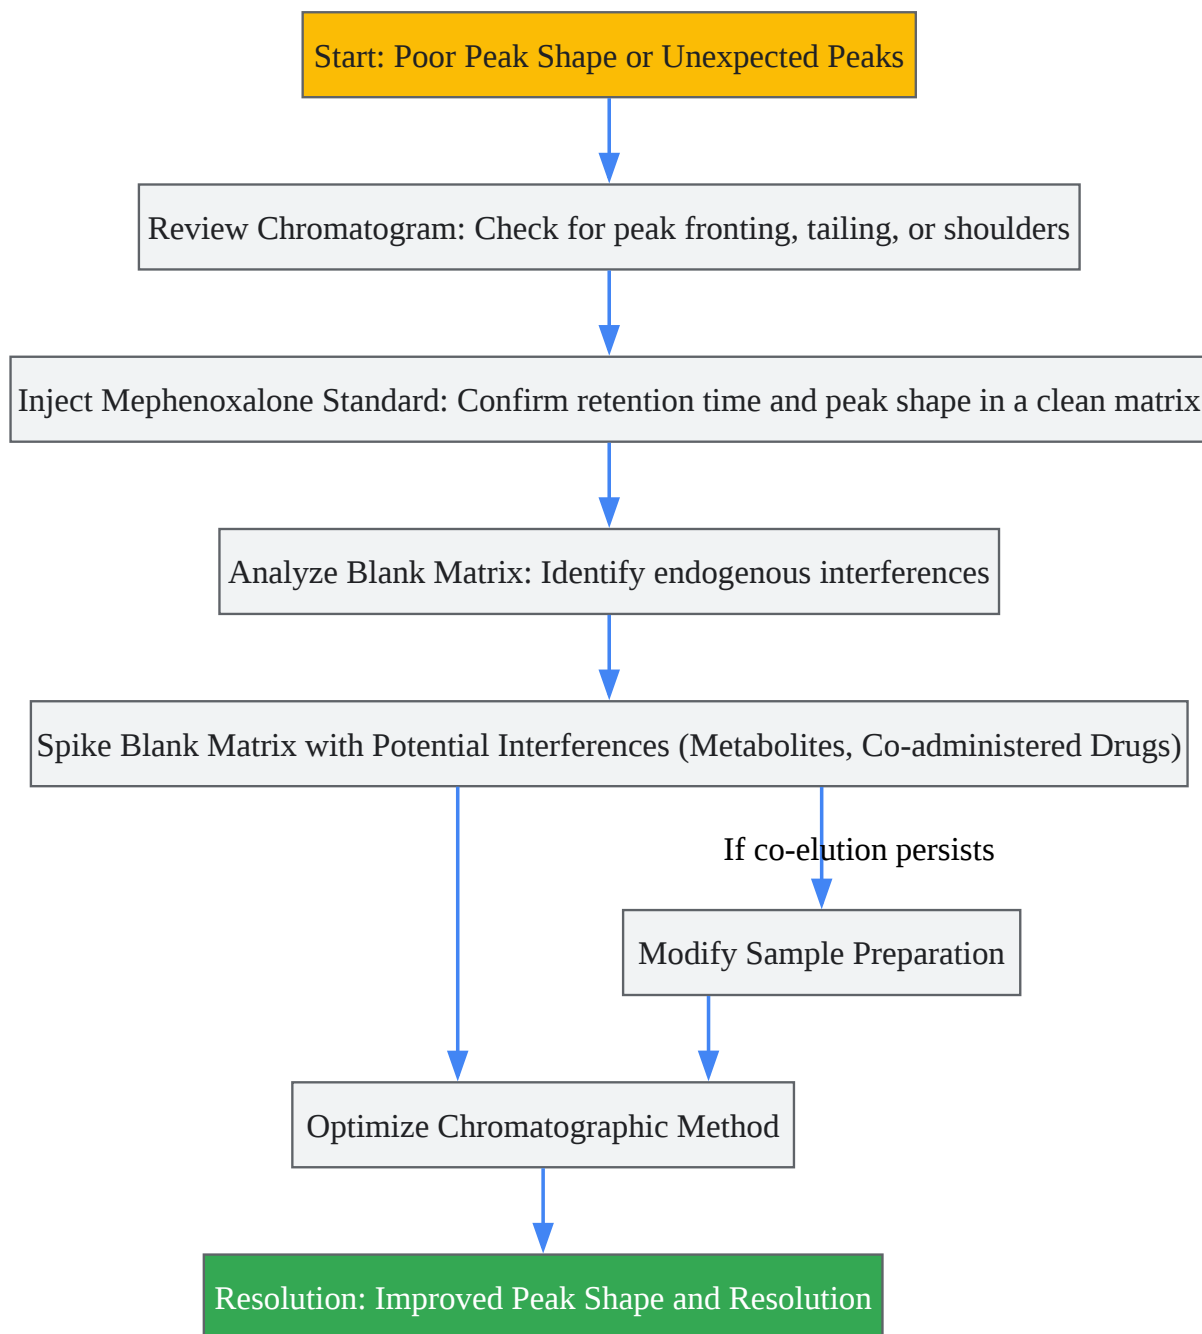 Start: Poor Peak Shape or Unexpected Peaks
Review Chromatogram: Check for peak fronting, tailing, or shoulders
Inject Mephenoxalone Standard: Confirm retention time and peak shape in a clean matrix
Analyze Blank Matrix: Identify endogenous interferences
Spike Blank Matrix with Potential Interferences (Metabolites, Co-administered Drugs)
If co-elution persists
Modify Sample Preparation
Optimize Chromatographic Method
Resolution: Improved Peak Shape and Resolution